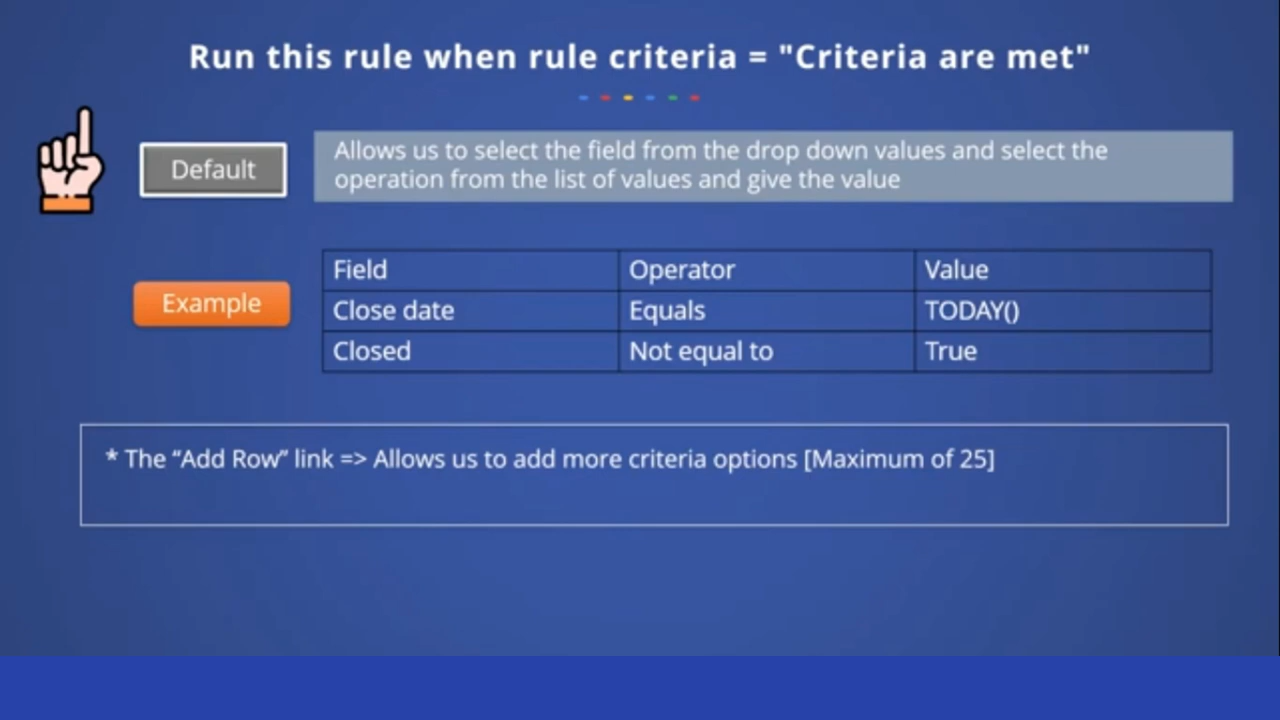 Run this rule when rule criteria = "Criteria are met"
Default
Allows us to select the field from the drop down values and select the
operation from the list of values and give the value
Example
Field Operator Value
Close date Equals TODAY()
Closed Not equal to True
* The “Add Row” link => Allows us to add more criteria options [Maximum of 25]